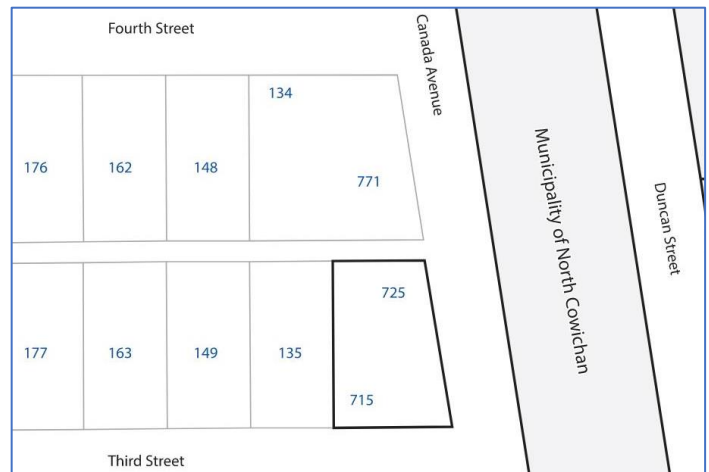 Fourth Street
Canada Avenue
134
176
162
148
771
Municipality of North Cowichan
Duncan Street
725
177
163
149
135
715
Third Street